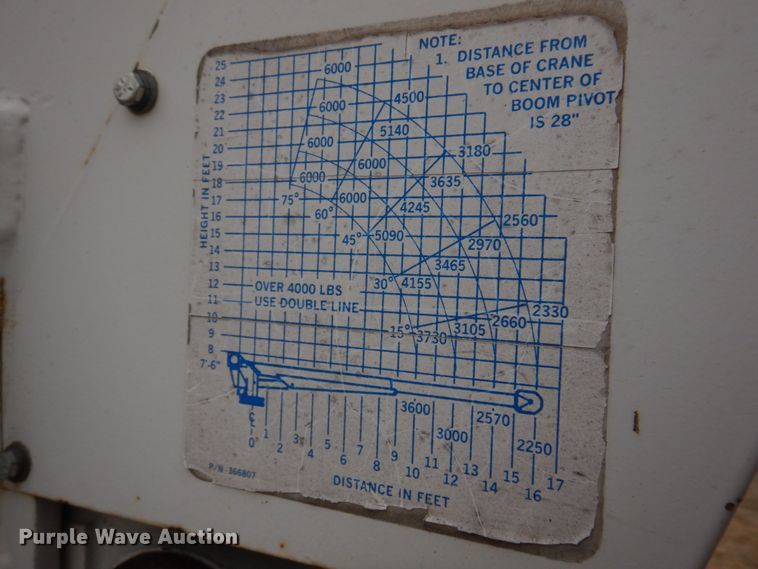 NOTE:
1. DISTANCE FROM
BASE OF CRANE
TO CENTER OF
BOOM PIVOT
IS 28"
25
24
23
22
21
20
19
18
17
16
15
14
13
12
11
10
9
8
7'-6"
HEIGHT IN FEET
6000
6000 4500
6000 5140 3180
6000 6000 3635 2560
75° 60° 6000 4245 2970
45° 5090 3465
30° 4155 2330
15° 3730 3105 2660
OVER 4000 LBS
USE DOUBLE LINE
3600 2570
3000 2250
℄
0' 1 2 3 4 5 6 7 8 9 10 11 12 13 14 15 16 17
DISTANCE IN FEET
P/N 366807
Purple Wave Auction